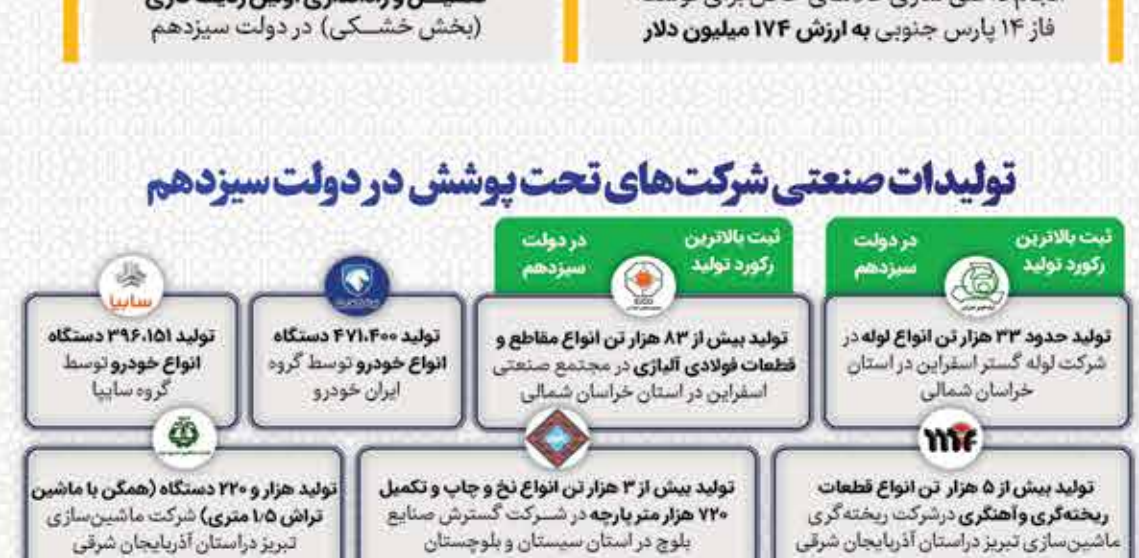 فاز ۱۴ پارس جنوبی به ارزش ۱۷۴ میلیون دلار
(بخش خشکی) در دولت سیزدهم
تولیدات صنعتی شرکت‌های تحت پوشش در دولت سیزدهم
ثبت بالاترین
رکورد تولید
در دولت
سیزدهم
تولید حدود ۳۳ هزار تن انواع لوله در
شرکت لوله گستر اسفراین در استان
خراسان شمالی
ثبت بالاترین
رکورد تولید
در دولت
سیزدهم
تولید بیش از ۸۳ هزار تن انواع مقاطع و
قطعات فولادی آلیاژی در مجتمع صنعتی
اسفراین در استان خراسان شمالی
تولید ۴۷۱،۴۰۰ دستگاه
انواع خودرو توسط گروه
ایران خودرو
سایپا
تولید ۳۹۶،۱۵۱ دستگاه
انواع خودرو توسط
گروه سایپا
تولید بیش از ۵ هزار تن انواع قطعات
ریخته‌گری وآهنگری درشرکت ریخته‌گری
ماشین‌سازی تبریز دراستان آذربایجان شرقی
تولید بیش از ۳ هزار تن انواع نخ و چاپ و تکمیل
۷۲۰ هزار متر پارچه در شرکت گسترش صنایع
بلوچ در استان سیستان و بلوچستان
تولید هزار و ۲۲۰ دستگاه (همگن با ماشین
تراش ۱/۵ متری) شرکت ماشین‌سازی
تبریز دراستان آذربایجان شرقی